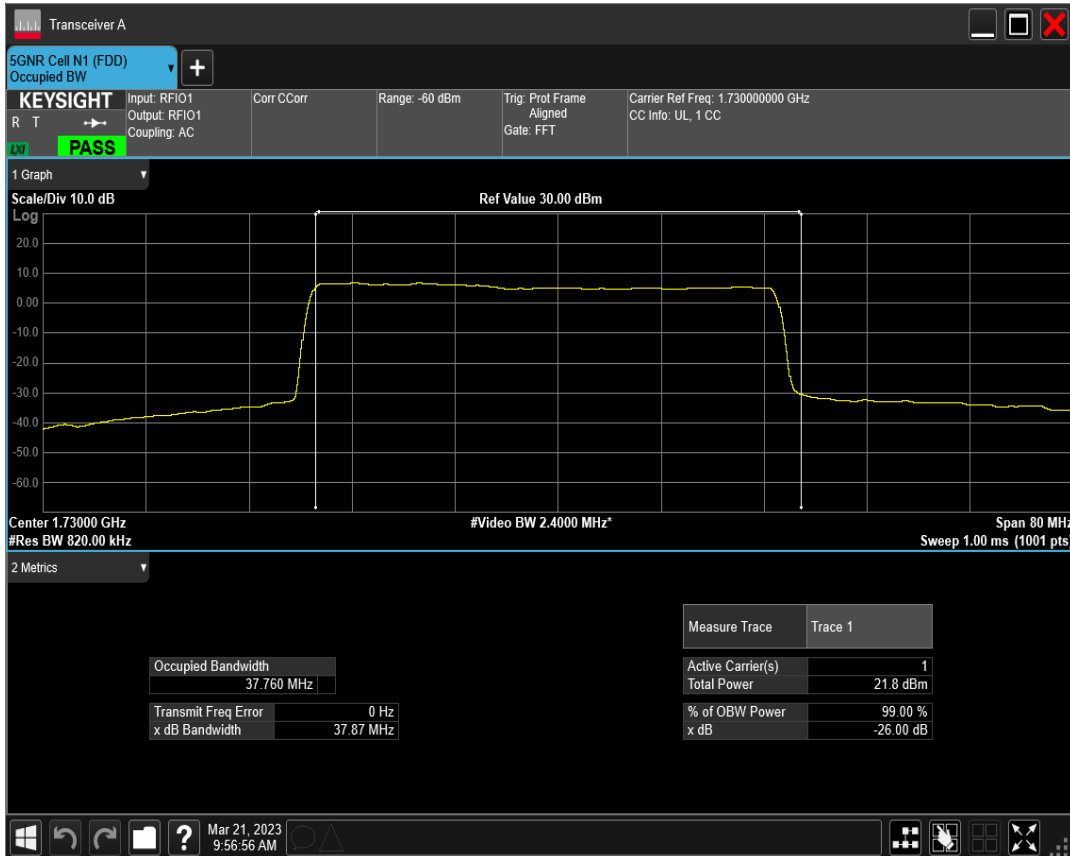 Transceiver A
5GNR Cell N1 (FDD)
Occupied BW
+
KEYSIGHT
R T
LXI
PASS
Input: RFIO1
Output: RFIO1
Coupling: AC
Corr CCorr
Range: -60 dBm
Trig: Prot Frame
Aligned
Gate: FFT
Carrier Ref Freq: 1.730000000 GHz
CC Info: UL, 1 CC
1 Graph
Scale/Div 10.0 dB
Ref Value 30.00 dBm
Log
20.0
10.0
0.00
-10.0
-20.0
-30.0
-40.0
-50.0
-60.0
Center 1.73000 GHz
#Video BW 2.4000 MHz*
Span 80 MHz
#Res BW 820.00 kHz
Sweep 1.00 ms (1001 pts)
2 Metrics
Measure Trace Trace 1
Occupied Bandwidth
37.760 MHz
Active Carrier(s) 1
Total Power 21.8 dBm
Transmit Freq Error 0 Hz
x dB Bandwidth 37.87 MHz
% of OBW Power 99.00 %
x dB -26.00 dB
?
Mar 21, 2023
9:56:56 AM